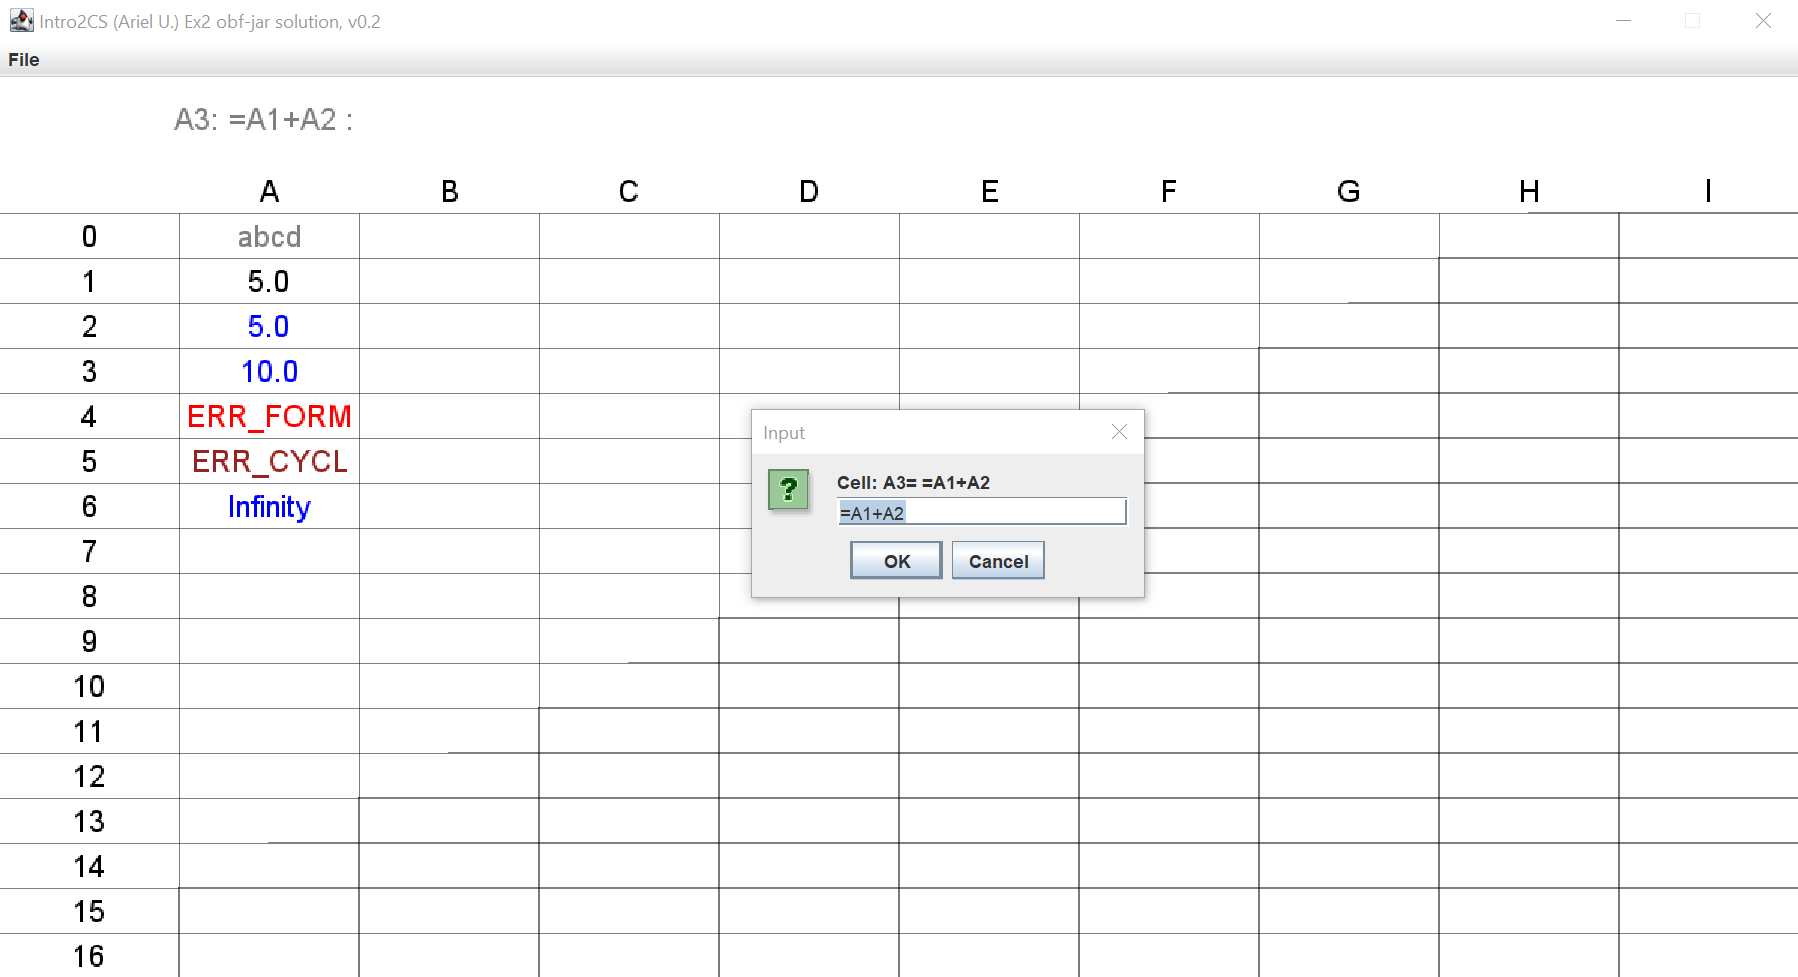 Intro2CS (Ariel U.) Ex2 obf-jar solution, v0.2
File
A3: =A1+A2 :
A B C D E F G H I
0 abcd
1 5.0
2 5.0
3 10.0
4 ERR_FORM
5 ERR_CYCL
6 Infinity
7
8
9
10
11
12
13
14
15
16
Input
?
Cell: A3= =A1+A2
=A1+A2
OK Cancel